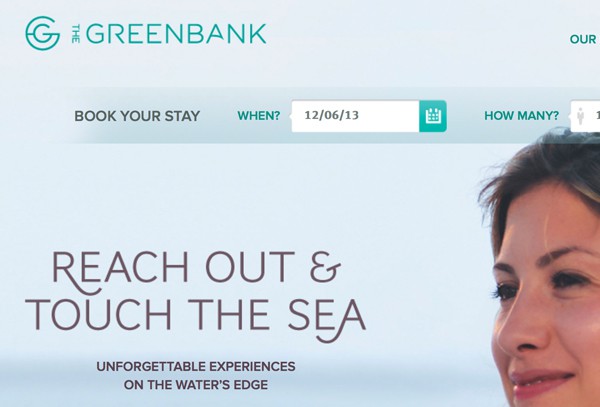 THE GREENBANK
OUR
BOOK YOUR STAY WHEN? 12/06/13 HOW MANY? 1
REACH OUT &
TOUCH THE SEA
UNFORGETTABLE EXPERIENCES
ON THE WATER'S EDGE